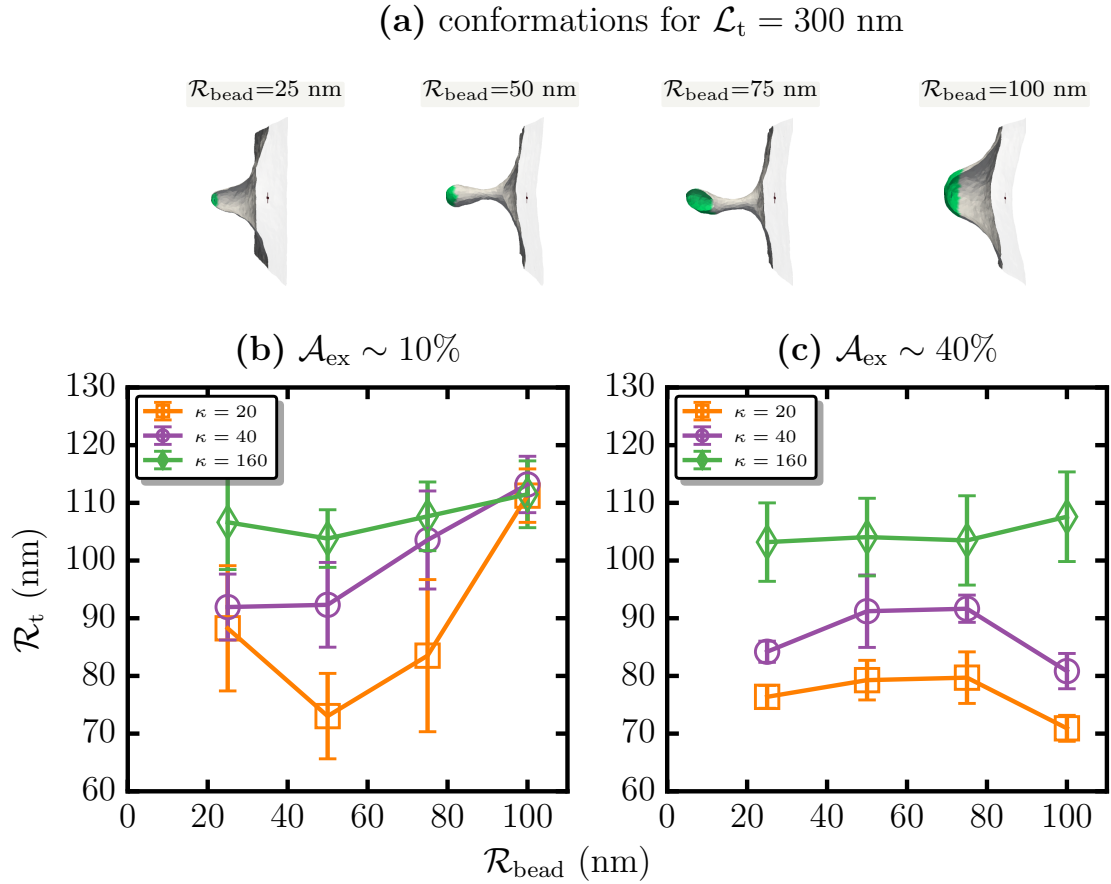 (a) conformations for 𝓛ₜ = 300 nm
𝓡bead=25 nm
𝓡bead=50 nm
𝓡bead=75 nm
𝓡bead=100 nm
(b) 𝓐ex ∼ 10%
(c) 𝓐ex ∼ 40%
130
120
110
100
90
80
70
60
0
20
40
60
80
100
κ = 20
κ = 40
κ = 160
130
120
110
100
90
80
70
60
0
20
40
60
80
100
κ = 20
κ = 40
κ = 160
𝓡t (nm)
𝓡bead (nm)